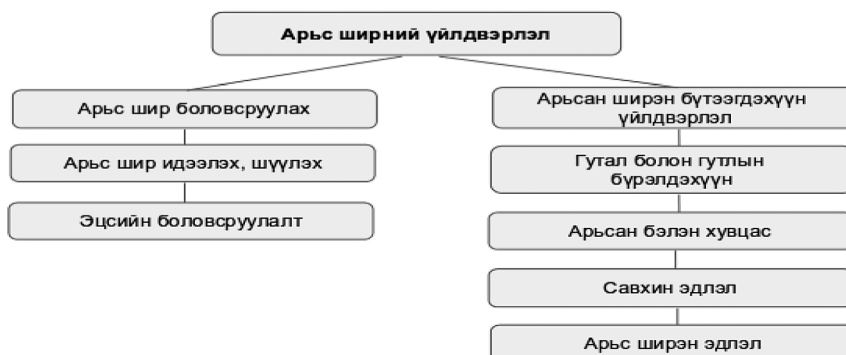 Арьс ширний үйлдвэрлэл
Арьс шир боловсруулах
Арьс шир идээлэх, шүүлэх
Эцсийн боловсруулалт
Арьсан ширэн бүтээгдэхүүн
үйлдвэрлэл
Гутал болон гутлын
бүрэлдэхүүн
Арьсан бэлэн хувцас
Савхин эдлэл
Арьс ширэн эдлэл